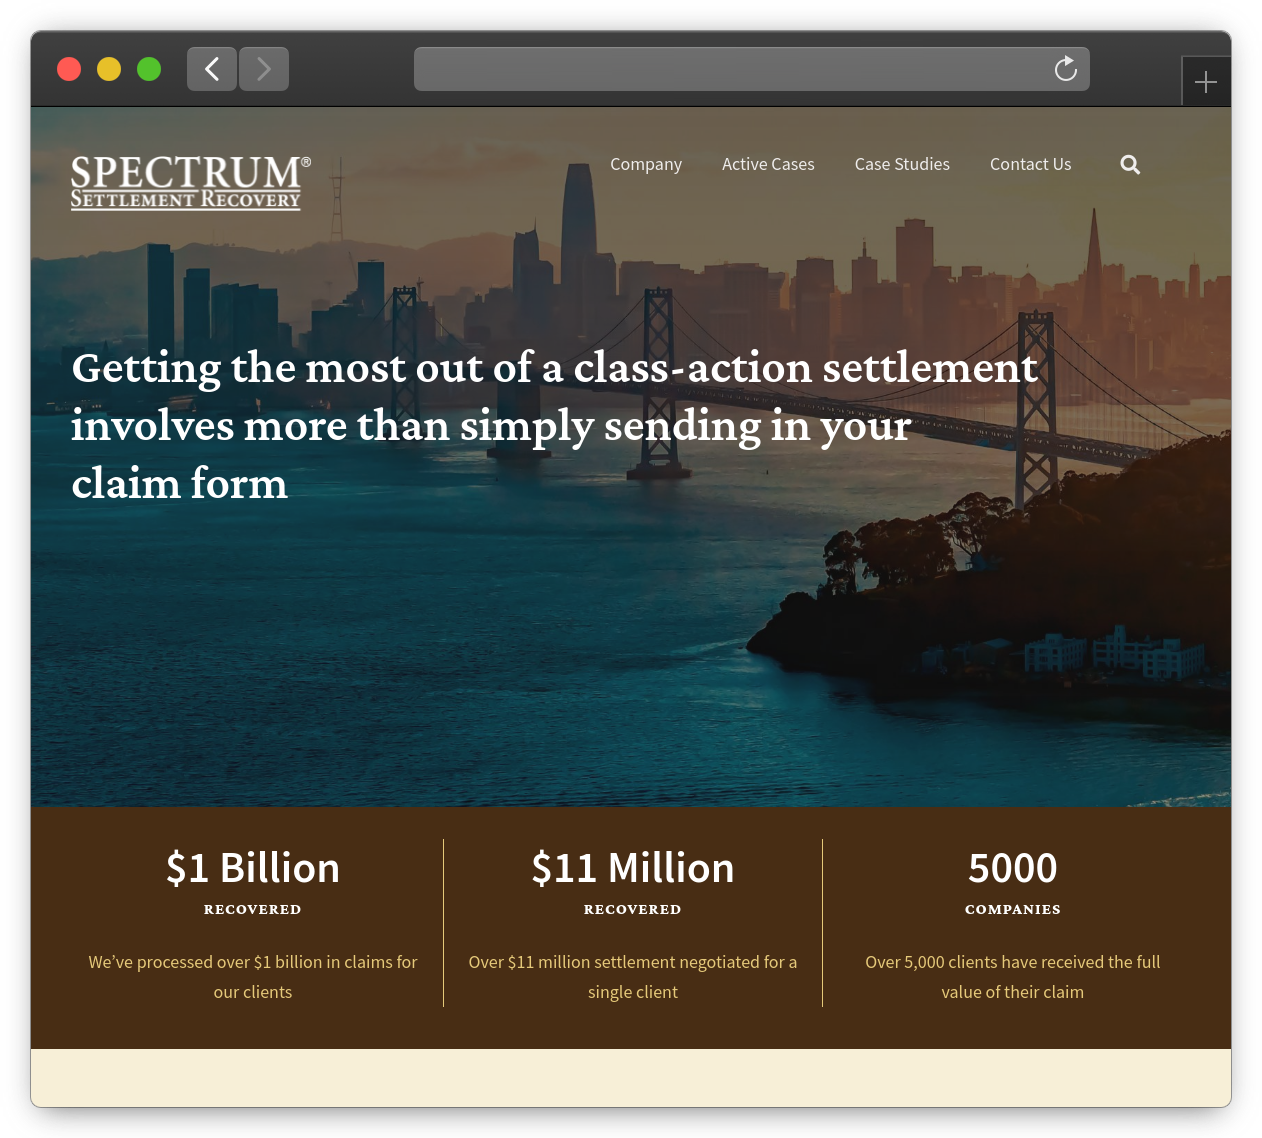 SPECTRUM®
SETTLEMENT RECOVERY
Company Active Cases Case Studies Contact Us
Getting the most out of a class-action settlement
involves more than simply sending in your
claim form
$1 Billion
RECOVERED
We’ve processed over $1 billion in claims for
our clients
$11 Million
RECOVERED
Over $11 million settlement negotiated for a
single client
5000
COMPANIES
Over 5,000 clients have received the full
value of their claim